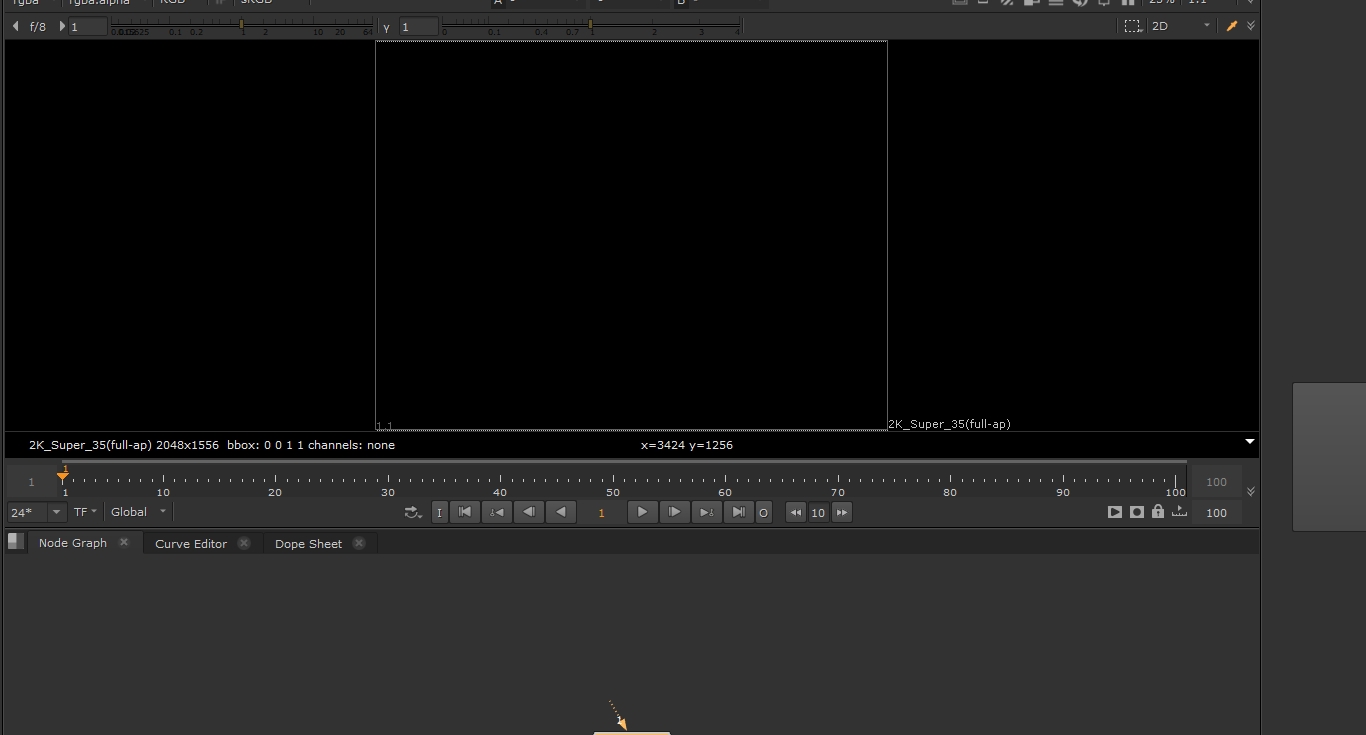 rgba rgba.alpha RGB sRGB A B 25% 1:1
f/8 1 0.1 0.2 1 2 10 20 64 γ 1 0 0.1 0.4 0.7 1 2 3 4 2D
1 1 2K_Super_35(full-ap)
2K_Super_35(full-ap) 2048x1556 bbox: 0 0 1 1 channels: none x=3424 y=1256
1
1 100
1 10 20 30 40 50 60 70 80 90 100
24* TF Global I 1 O 10 100
Node Graph Curve Editor Dope Sheet
1